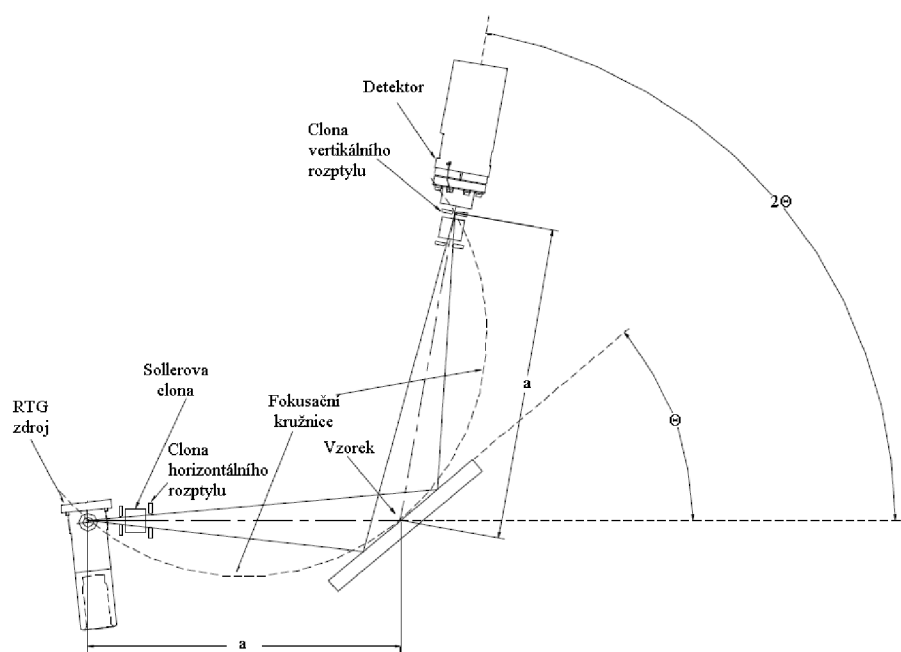 Detektor
Clona
vertikálního
rozptylu
2Θ
Sollerova
clona
a
RTG
zdroj
Fokusační
kružnice
Θ
Clona
horizontálního
rozptylu
Vzorek
a